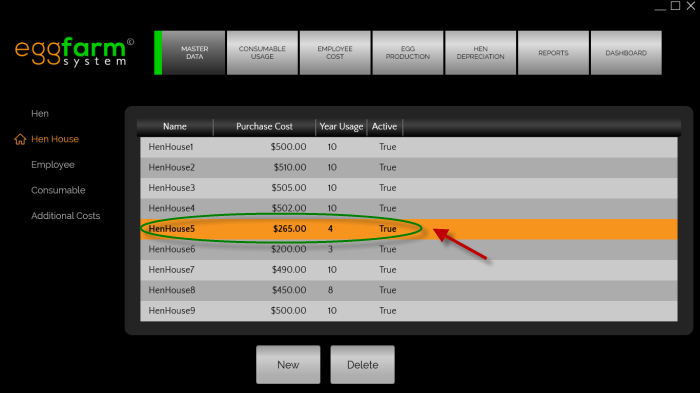 eggfarm©
system
MASTER DATA
CONSUMABLE USAGE
EMPLOYEE COST
EGG PRODUCTION
HEN DEPRECIATION
REPORTS
DASHBOARD
Hen
Hen House
Employee
Consumable
Additional Costs
Name Purchase Cost Year Usage Active
HenHouse1 $500.00 10 True
HenHouse2 $510.00 10 True
HenHouse3 $505.00 10 True
HenHouse4 $502.00 10 True
HenHouse5 $265.00 4 True
HenHouse6 $200.00 3 True
HenHouse7 $490.00 10 True
HenHouse8 $450.00 8 True
HenHouse9 $500.00 10 True
New
Delete